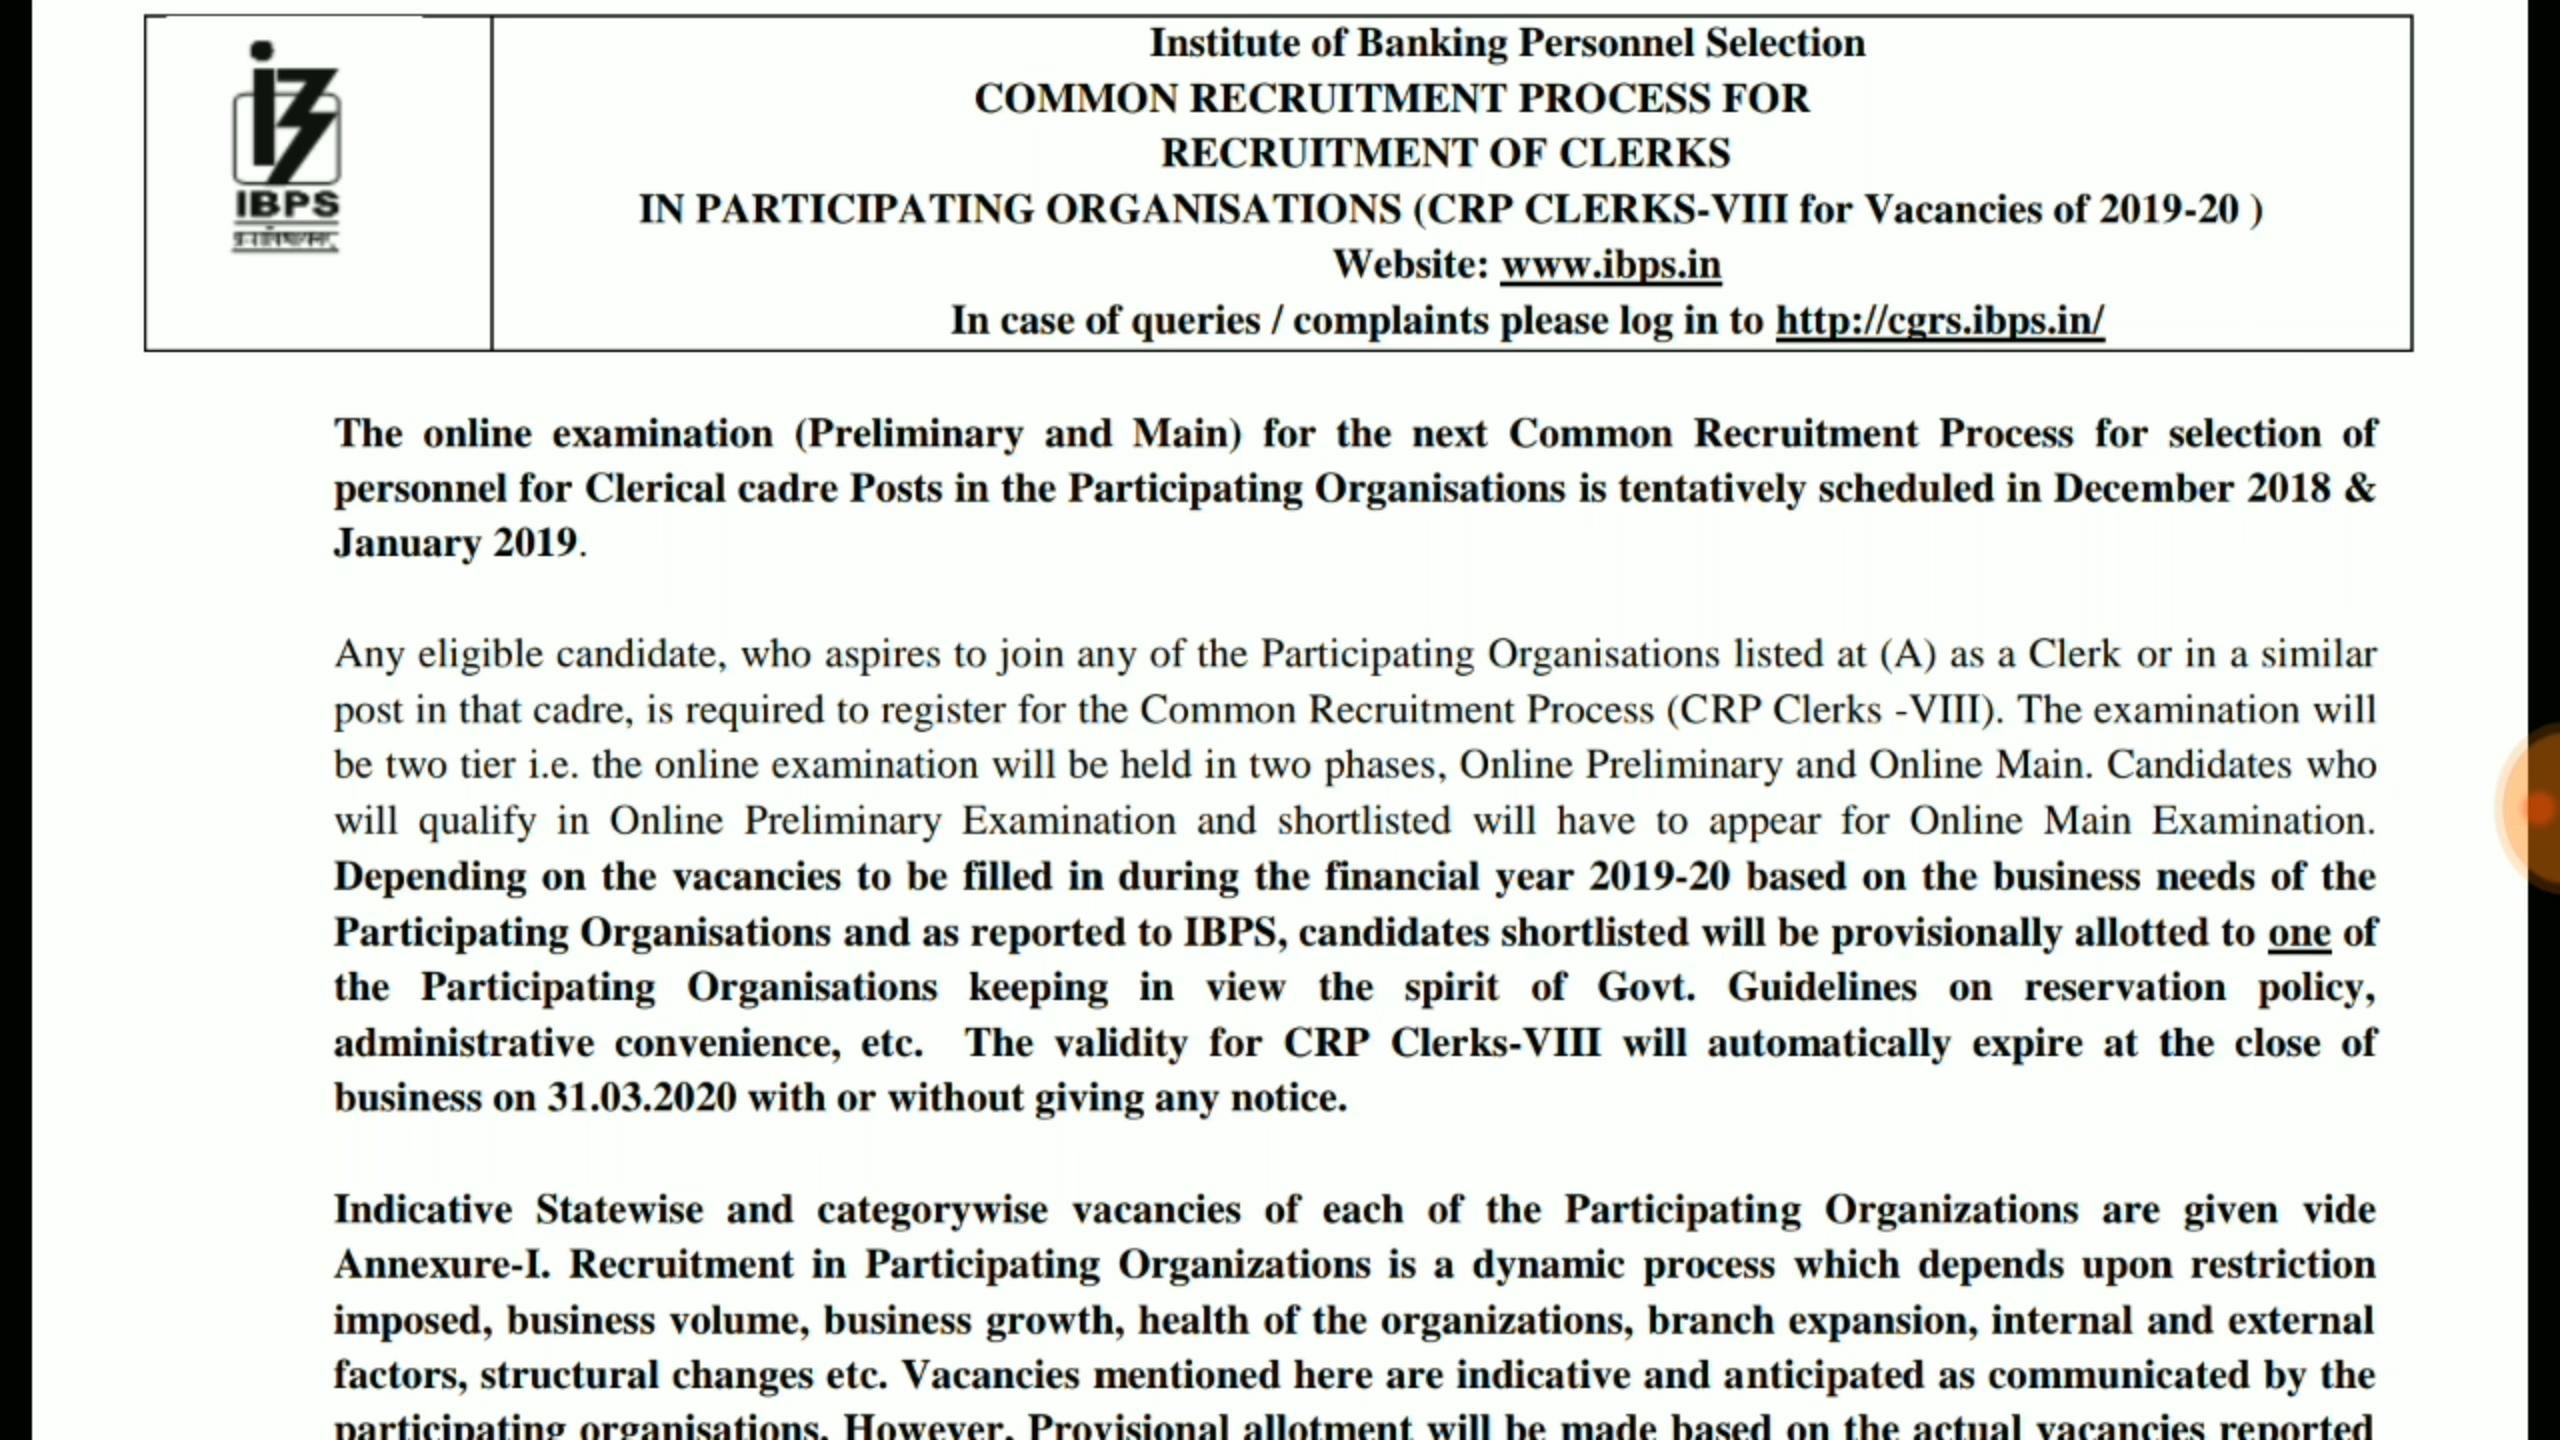 Institute of Banking Personnel Selection
COMMON RECRUITMENT PROCESS FOR
RECRUITMENT OF CLERKS
IN PARTICIPATING ORGANISATIONS (CRP CLERKS-VIII for Vacancies of 2019-20 )
Website: www.ibps.in
In case of queries / complaints please log in to http://cgrs.ibps.in/
IBPS
The online examination (Preliminary and Main) for the next Common Recruitment Process for selection of
personnel for Clerical cadre Posts in the Participating Organisations is tentatively scheduled in December 2018 &
January 2019.
Any eligible candidate, who aspires to join any of the Participating Organisations listed at (A) as a Clerk or in a similar
post in that cadre, is required to register for the Common Recruitment Process (CRP Clerks -VIII). The examination will
be two tier i.e. the online examination will be held in two phases, Online Preliminary and Online Main. Candidates who
will qualify in Online Preliminary Examination and shortlisted will have to appear for Online Main Examination.
Depending on the vacancies to be filled in during the financial year 2019-20 based on the business needs of the
Participating Organisations and as reported to IBPS, candidates shortlisted will be provisionally allotted to one of
the Participating Organisations keeping in view the spirit of Govt. Guidelines on reservation policy,
administrative convenience, etc. The validity for CRP Clerks-VIII will automatically expire at the close of
business on 31.03.2020 with or without giving any notice.
Indicative Statewise and categorywise vacancies of each of the Participating Organizations are given vide
Annexure-I. Recruitment in Participating Organizations is a dynamic process which depends upon restriction
imposed, business volume, business growth, health of the organizations, branch expansion, internal and external
factors, structural changes etc. Vacancies mentioned here are indicative and anticipated as communicated by the
participating organisations. However, Provisional allotment will be made based on the actual vacancies reported